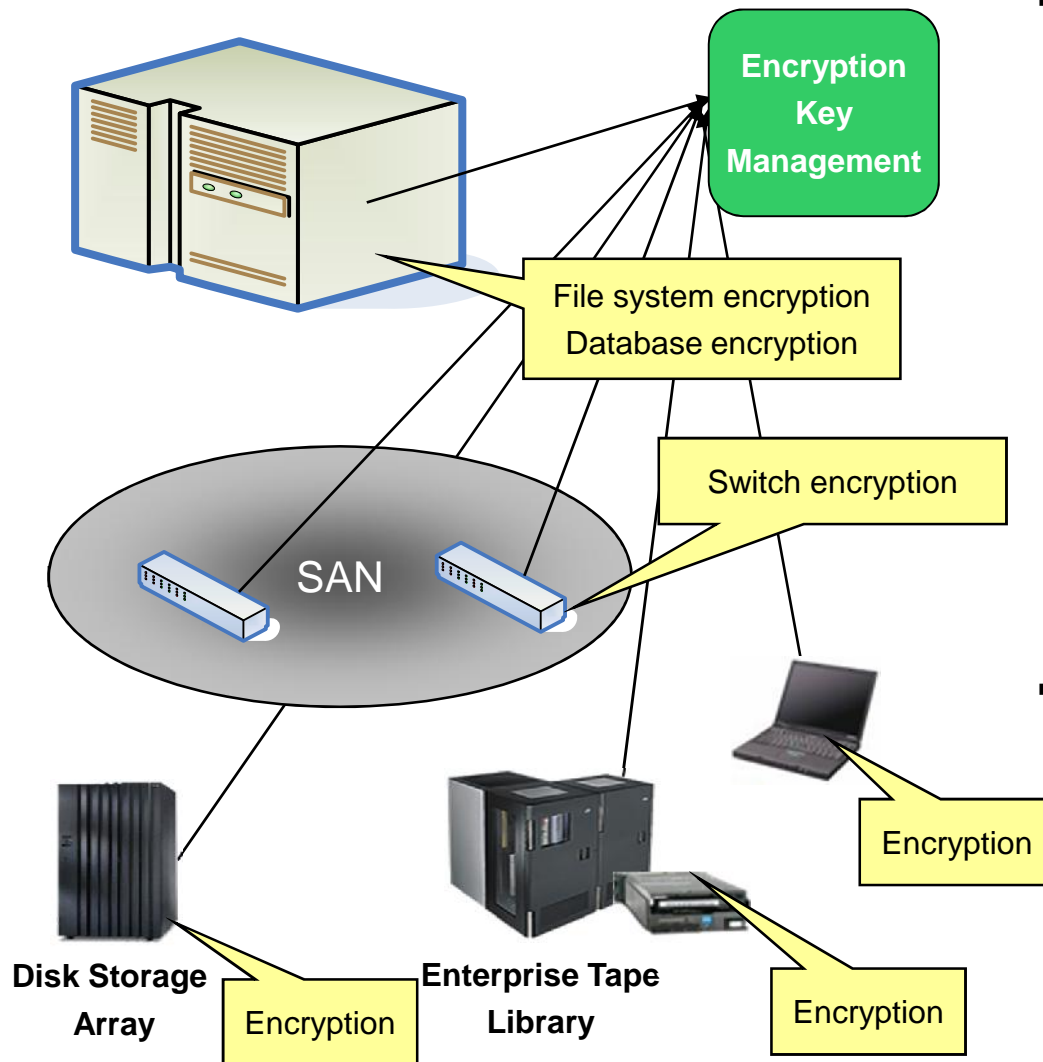 Encryption
Key
Management
File system encryption
Database encryption
Switch encryption
SAN
Encryption
Disk Storage
Array
Encryption
Enterprise Tape
Library
Encryption